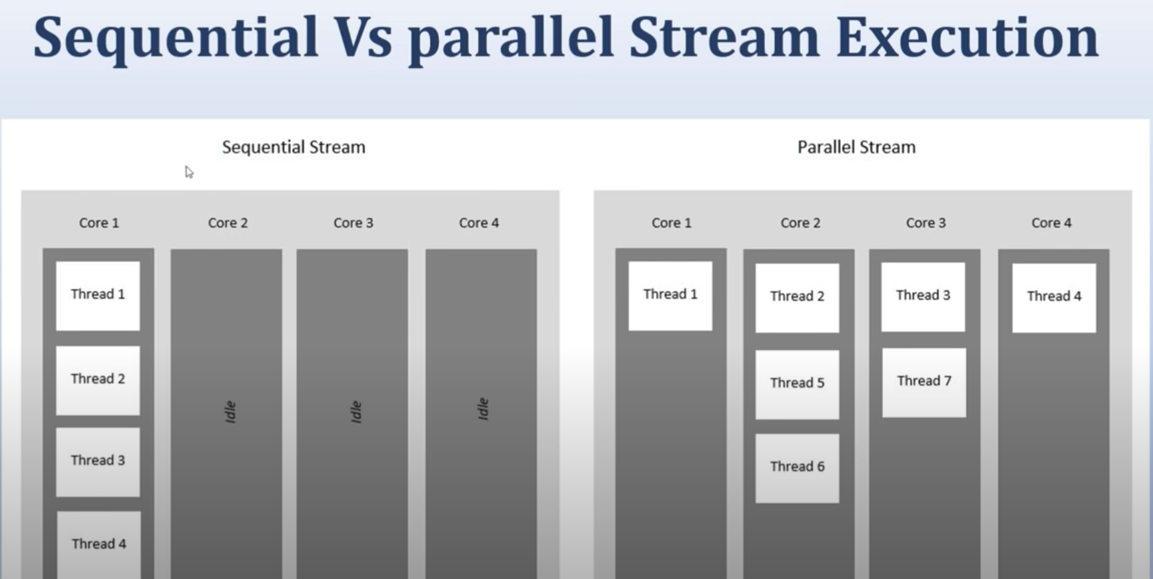 Sequential Vs parallel Stream Execution
Sequential Stream
Core 1
Core 2
Core 3
Core 4
Thread 1
Thread 2
Thread 3
Thread 4
Idle
Idle
Idle
Parallel Stream
Core 1
Core 2
Core 3
Core 4
Thread 1
Thread 2
Thread 5
Thread 6
Thread 3
Thread 7
Thread 4